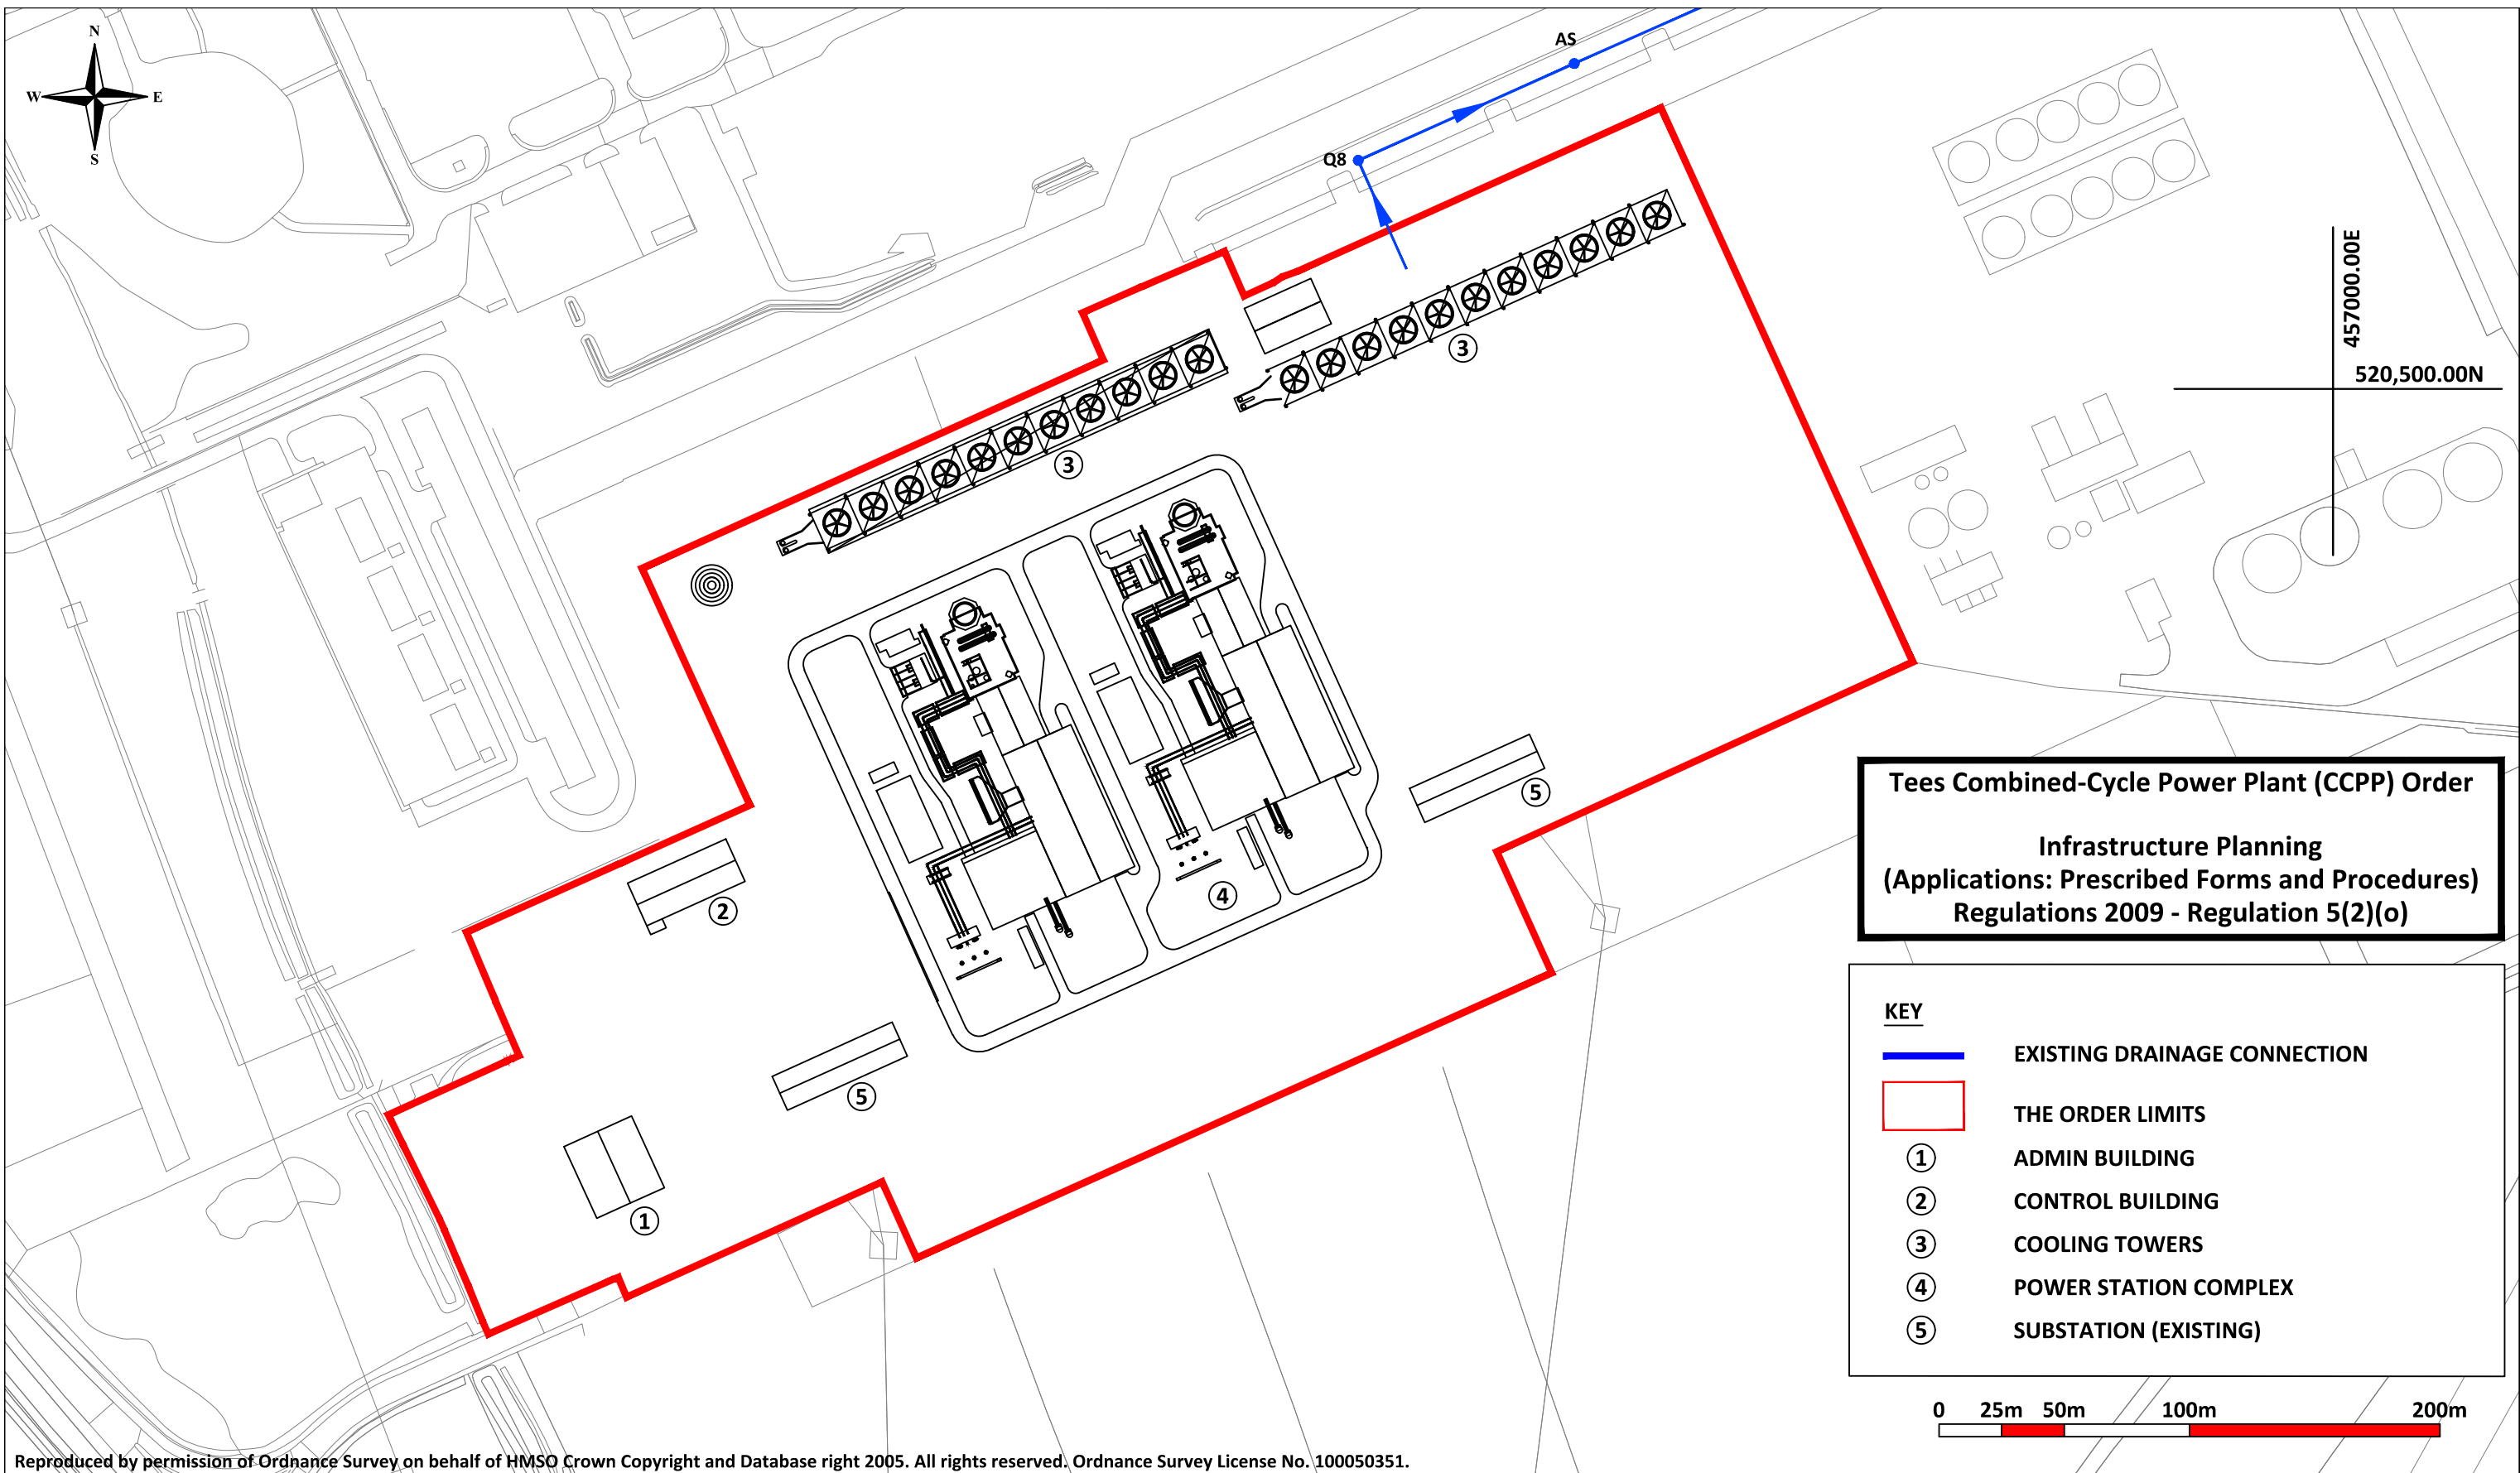 N
W
E
S
AS
Q8
3
3
457000.00E
520,500.00N
2
4
5
5
1
Tees Combined-Cycle Power Plant (CCPP) Order
Infrastructure Planning
(Applications: Prescribed Forms and Procedures)
Regulations 2009 - Regulation 5(2)(o)
KEY
EXISTING DRAINAGE CONNECTION
THE ORDER LIMITS
1 ADMIN BUILDING
2 CONTROL BUILDING
3 COOLING TOWERS
4 POWER STATION COMPLEX
5 SUBSTATION (EXISTING)
0 25m 50m 100m 200m
Reproduced by permission of Ordnance Survey on behalf of HMSO Crown Copyright and Database right 2005. All rights reserved. Ordnance Survey License No. 100050351.